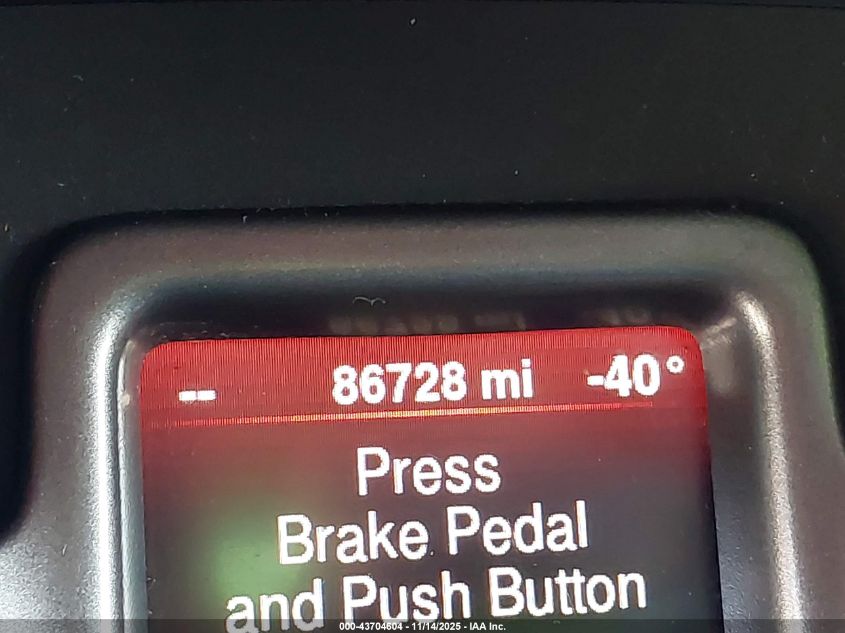 -- 86728 mi -40°
Press
Brake Pedal
and Push Button
000-43704604 - 11/14/2025 - IAA Inc.